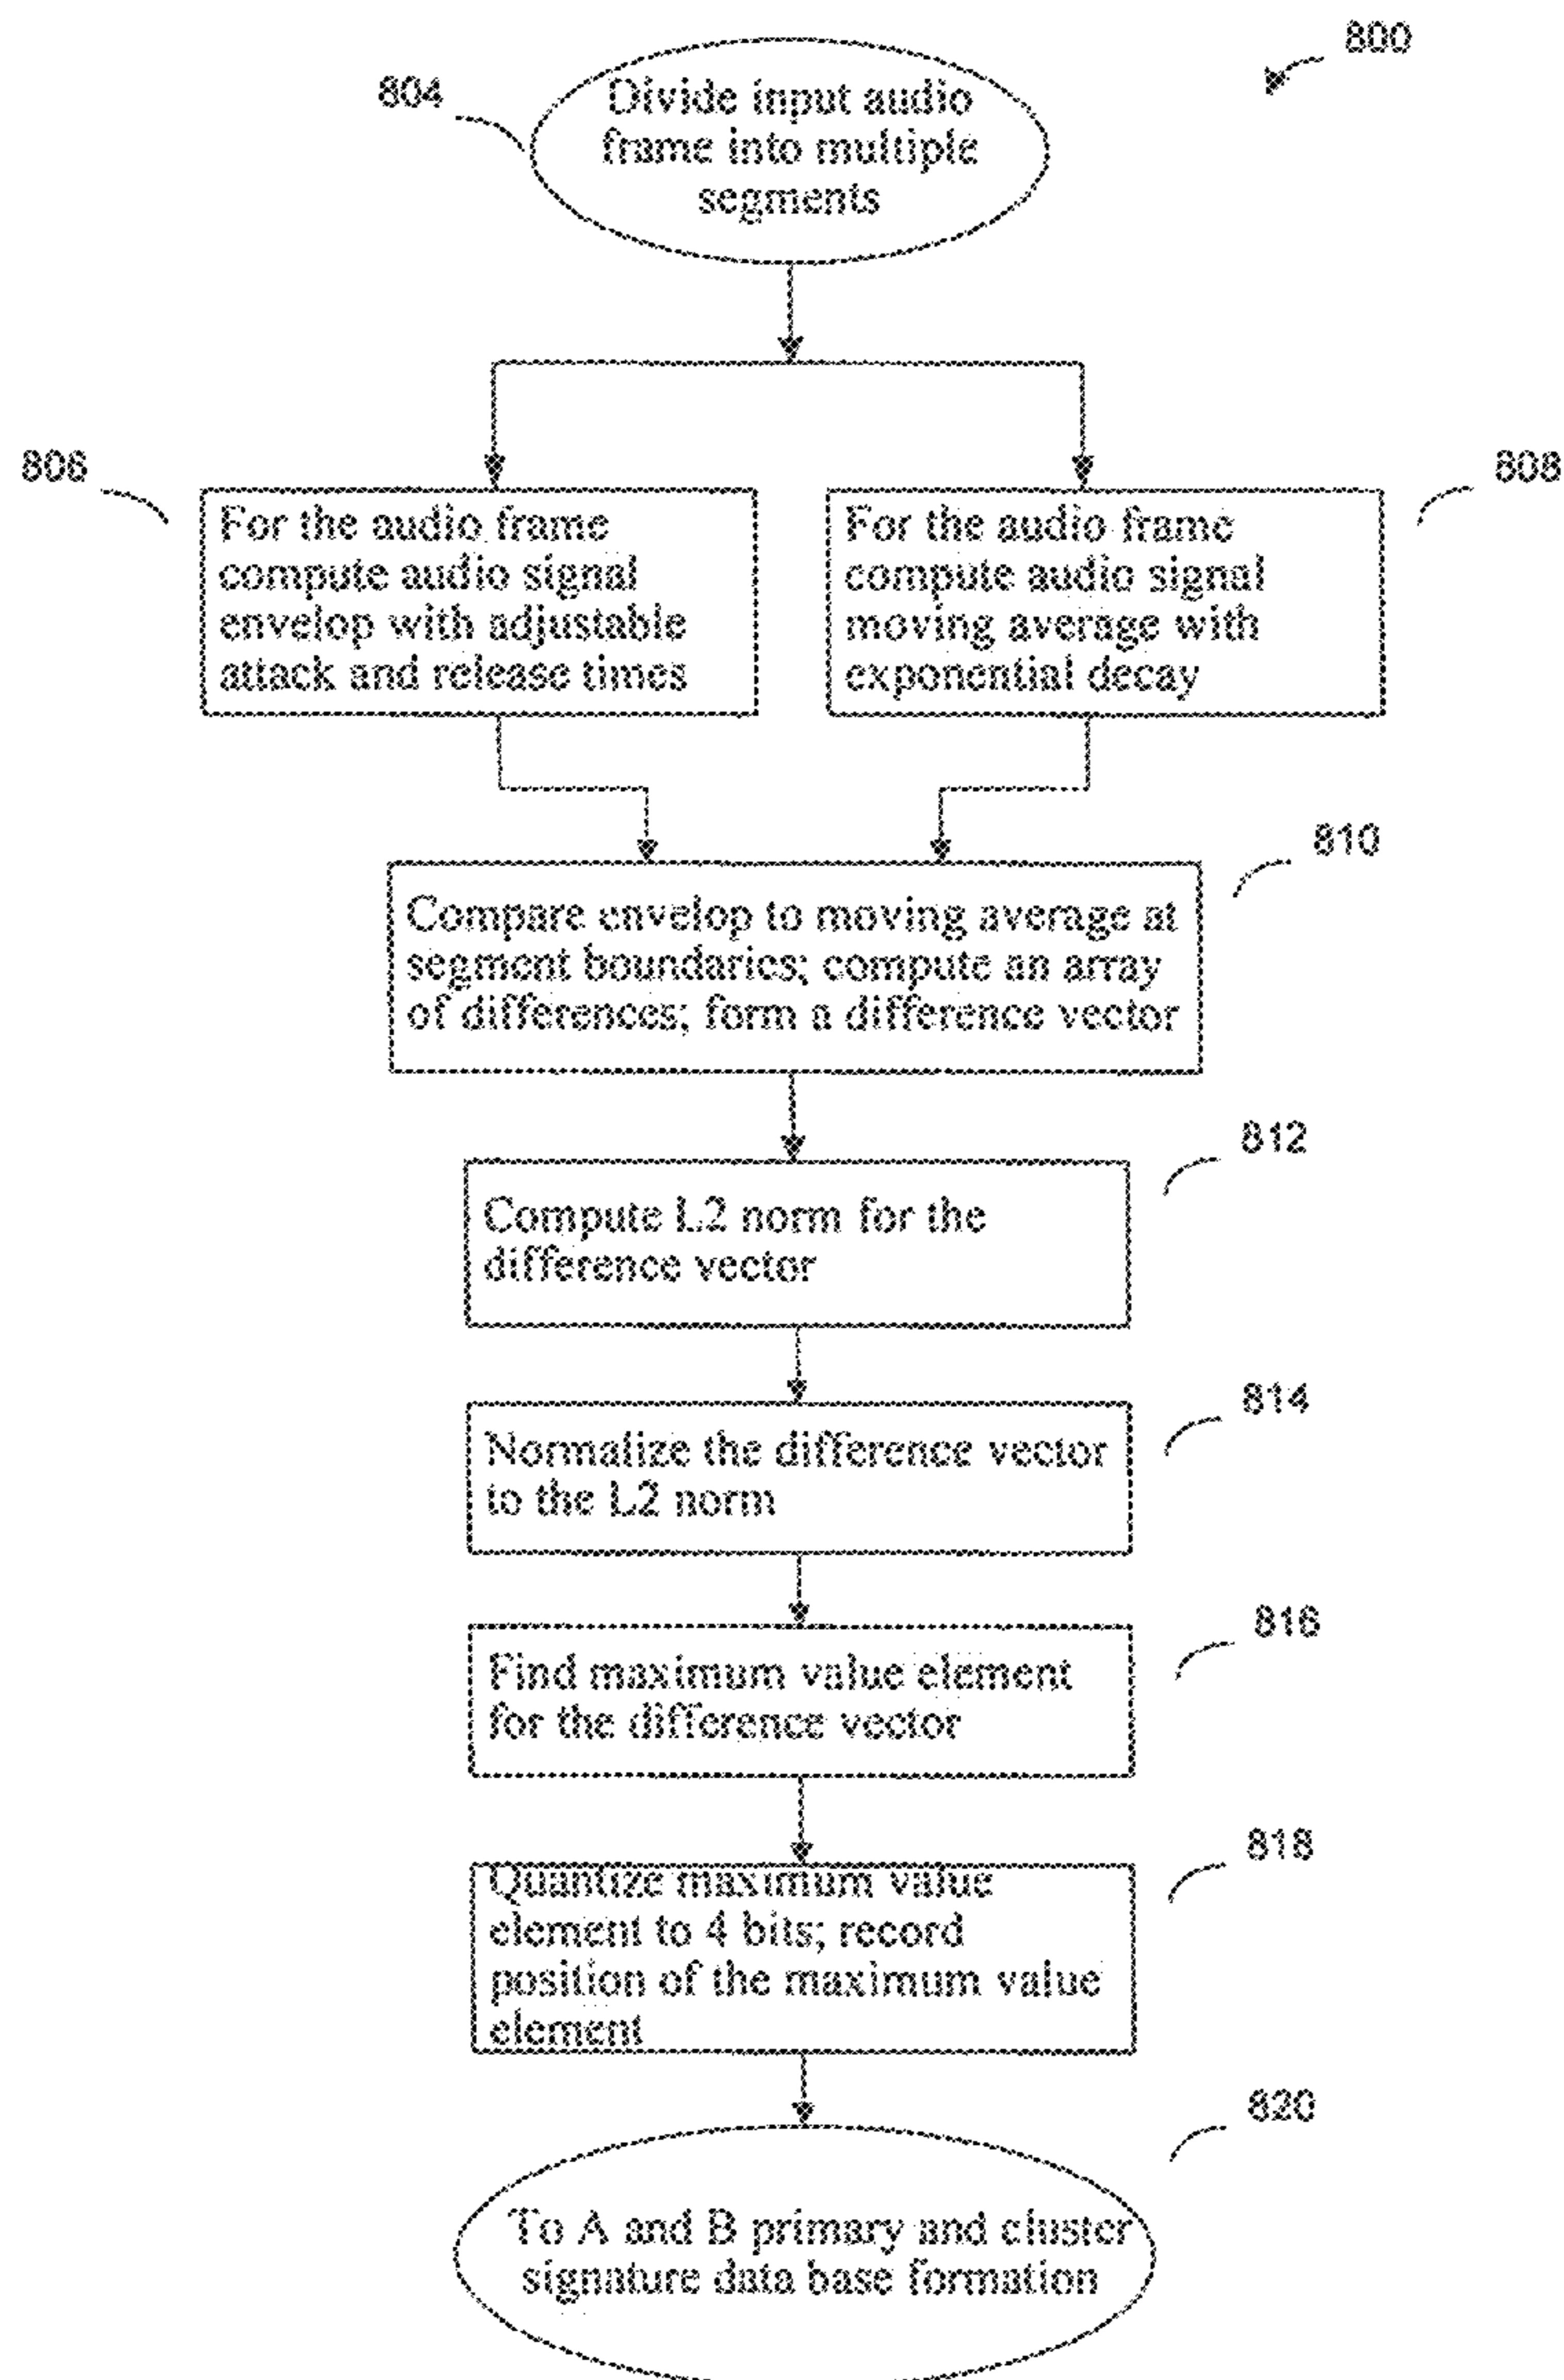 800
804
Divide input audio
frame into multiple
segments
806
808
For the audio frame
compute audio signal
envelop with adjustable
attack and release times
For the audio frame
compute audio signal
moving average with
exponential decay
810
Compare envelop to moving average at
segment boundaries; compute an array
of differences; form a difference vector
812
Compute L2 norm for the
difference vector
814
Normalize the difference vector
to the L2 norm
816
Find maximum value element
for the difference vector
818
Quantize maximum value
element to 4 bits; record
position of the maximum value
element
820
To A and B primary and cluster
signature data base formation